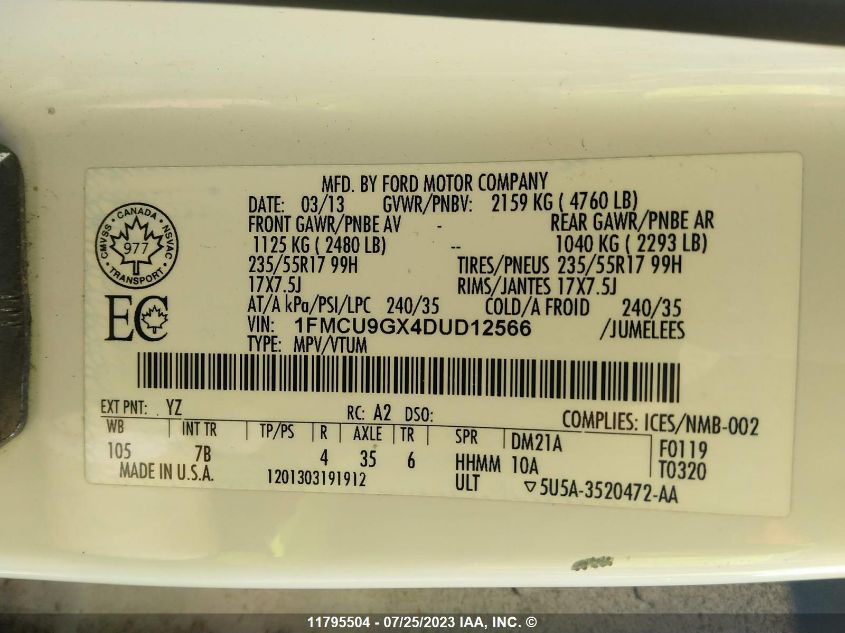 MFD. BY FORD MOTOR COMPANY
DATE: 03/13 GVWR/PNBV: 2159 KG ( 4760 LB)
FRONT GAWR/PNBE AV - REAR GAWR/PNBE AR
1125 KG ( 2480 LB) -- 1040 KG ( 2293 LB)
235/55R17 99H TIRES/PNEUS 235/55R17 99H
17X7.5J RIMS/JANTES 17X7.5J
AT/A kPa/PSI/LPC 240/35 COLD/A FROID 240/35
VIN: 1FMCU9GX4DUD12566 /JUMELEES
TYPE: MPV/VTUM
CMVSS · CANADA · NSVAC · TRANSPORT ·
977
EC
EXT PNT: YZ RC: A2 DSO: COMPLIES: ICES/NMB-002
WB INT TR TP/PS R AXLE TR SPR DM21A F0119
105 7B 4 35 6 HHMM 10A T0320
MADE IN U.S.A. 1201303191912 ULT ▽5U5A-3520472-AA
11795504 - 07/25/2023 IAA, INC. ©